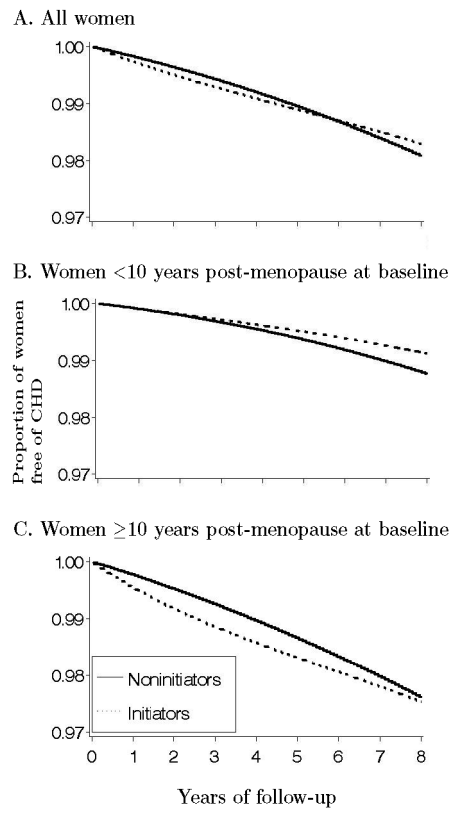 A. All women
1.00
0.99
0.98
0.97
B. Women <10 years post-menopause at baseline
1.00
0.99
0.98
0.97
Proportion of women
free of CHD
C. Women ≥10 years post-menopause at baseline
1.00
0.99
0.98
0.97
Noninitiators
Initiators
0 1 2 3 4 5 6 7 8
Years of follow-up